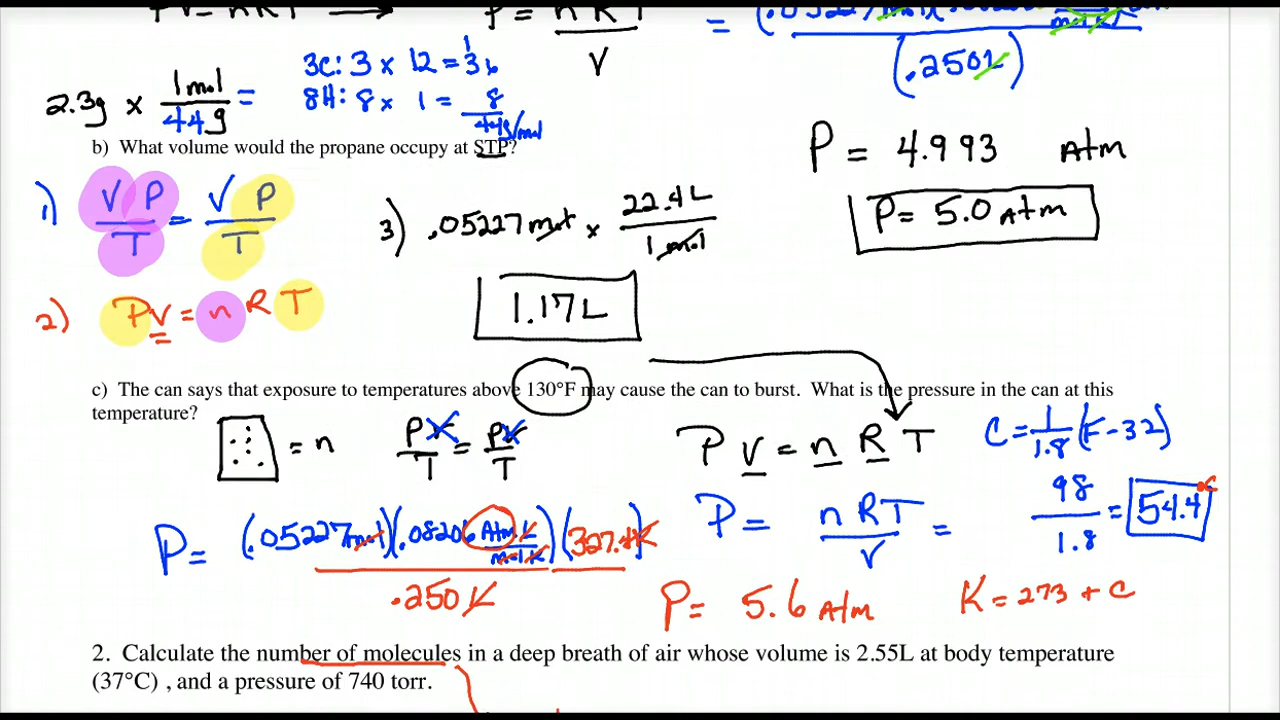 PV = nRT → P = nRT = (.05227 mol)(
V (.250L)
3C: 3 x 12 = 36
2.3g x 1mol =
44g
8H: 8 x 1 = 8
44g/mol
b) What volume would the propane occupy at STP?
P = 4.993 Atm
P = 5.0 Atm
1) V P = V P
T T
3) .05227 mol x 22.4L
1 mol
2) PV = nRT
1.17L
c) The can says that exposure to temperatures above 130°F may cause the can to burst. What is the pressure in the can at this
temperature?
= n PV = PV
T T
PV = nRT
C = 1 (F-32)
1.8
98 = 54.4 °C
1.8
P = (.05227mol)(.08206 Atm L)(327.4K)
mol K
.250 L
P = nRT =
V
P = 5.6 Atm
K = 273 + C
2. Calculate the number of molecules in a deep breath of air whose volume is 2.55L at body temperature
(37°C) , and a pressure of 740 torr.